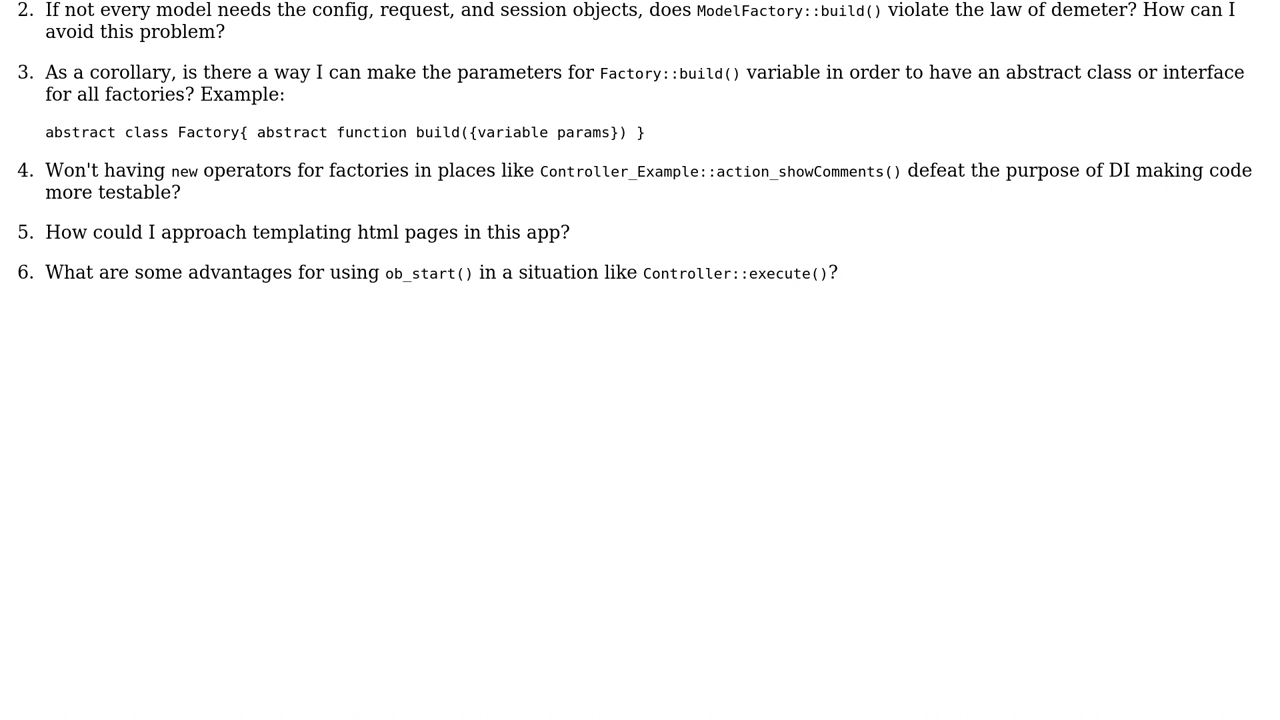 2. If not every model needs the config, request, and session objects, does ModelFactory::build() violate the law of demeter? How can I
avoid this problem?
3. As a corollary, is there a way I can make the parameters for Factory::build() variable in order to have an abstract class or interface
for all factories? Example:
abstract class Factory{ abstract function build({variable params}) }
4. Won't having new operators for factories in places like Controller_Example::action_showComments() defeat the purpose of DI making code
more testable?
5. How could I approach templating html pages in this app?
6. What are some advantages for using ob_start() in a situation like Controller::execute()?